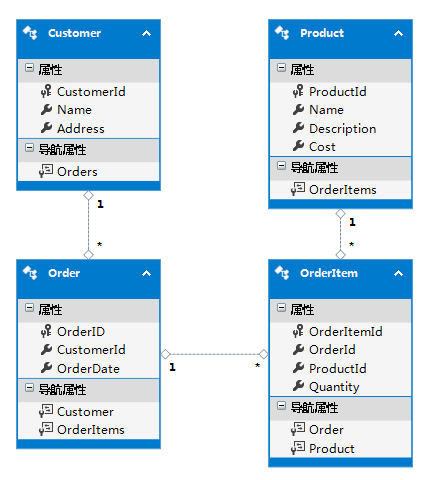 Customer
属性
CustomerId
Name
Address
导航属性
Orders
Product
属性
ProductId
Name
Description
Cost
导航属性
OrderItems
1
*
1
*
Order
属性
OrderID
CustomerId
OrderDate
导航属性
Customer
OrderItems
1
*
OrderItem
属性
OrderItemId
OrderId
ProductId
Quantity
导航属性
Order
Product